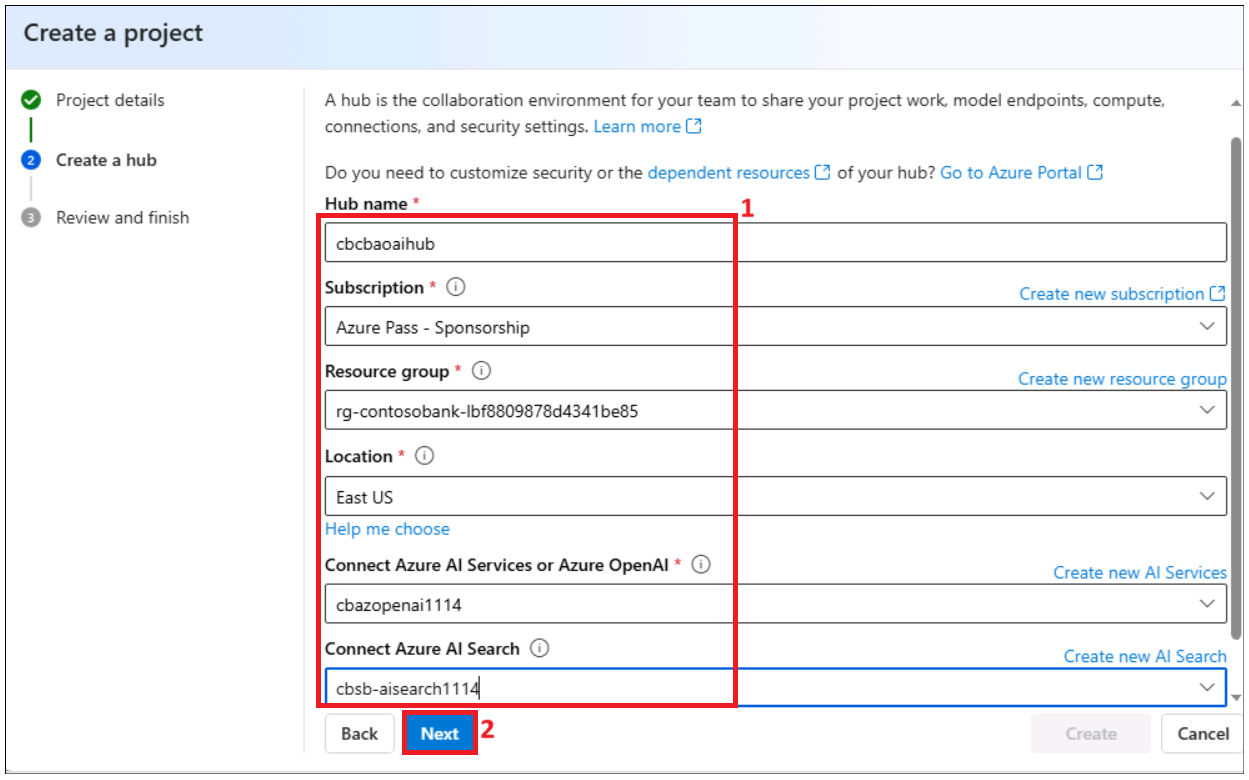 Create a project
Project details
2
Create a hub
3
Review and finish
A hub is the collaboration environment for your team to share your project work, model endpoints, compute,
connections, and security settings. Learn more
Do you need to customize security or the dependent resources of your hub? Go to Azure Portal
Hub name *
1
cbcbaoaihub
Subscription *
Create new subscription
Azure Pass - Sponsorship
Resource group *
Create new resource group
rg-contosobank-lbf8809878d4341be85
Location *
East US
Help me choose
Connect Azure AI Services or Azure OpenAI *
Create new AI Services
cbazopenai1114
Connect Azure AI Search
Create new AI Search
cbsb-aisearch1114
Back
Next
2
Create
Cancel